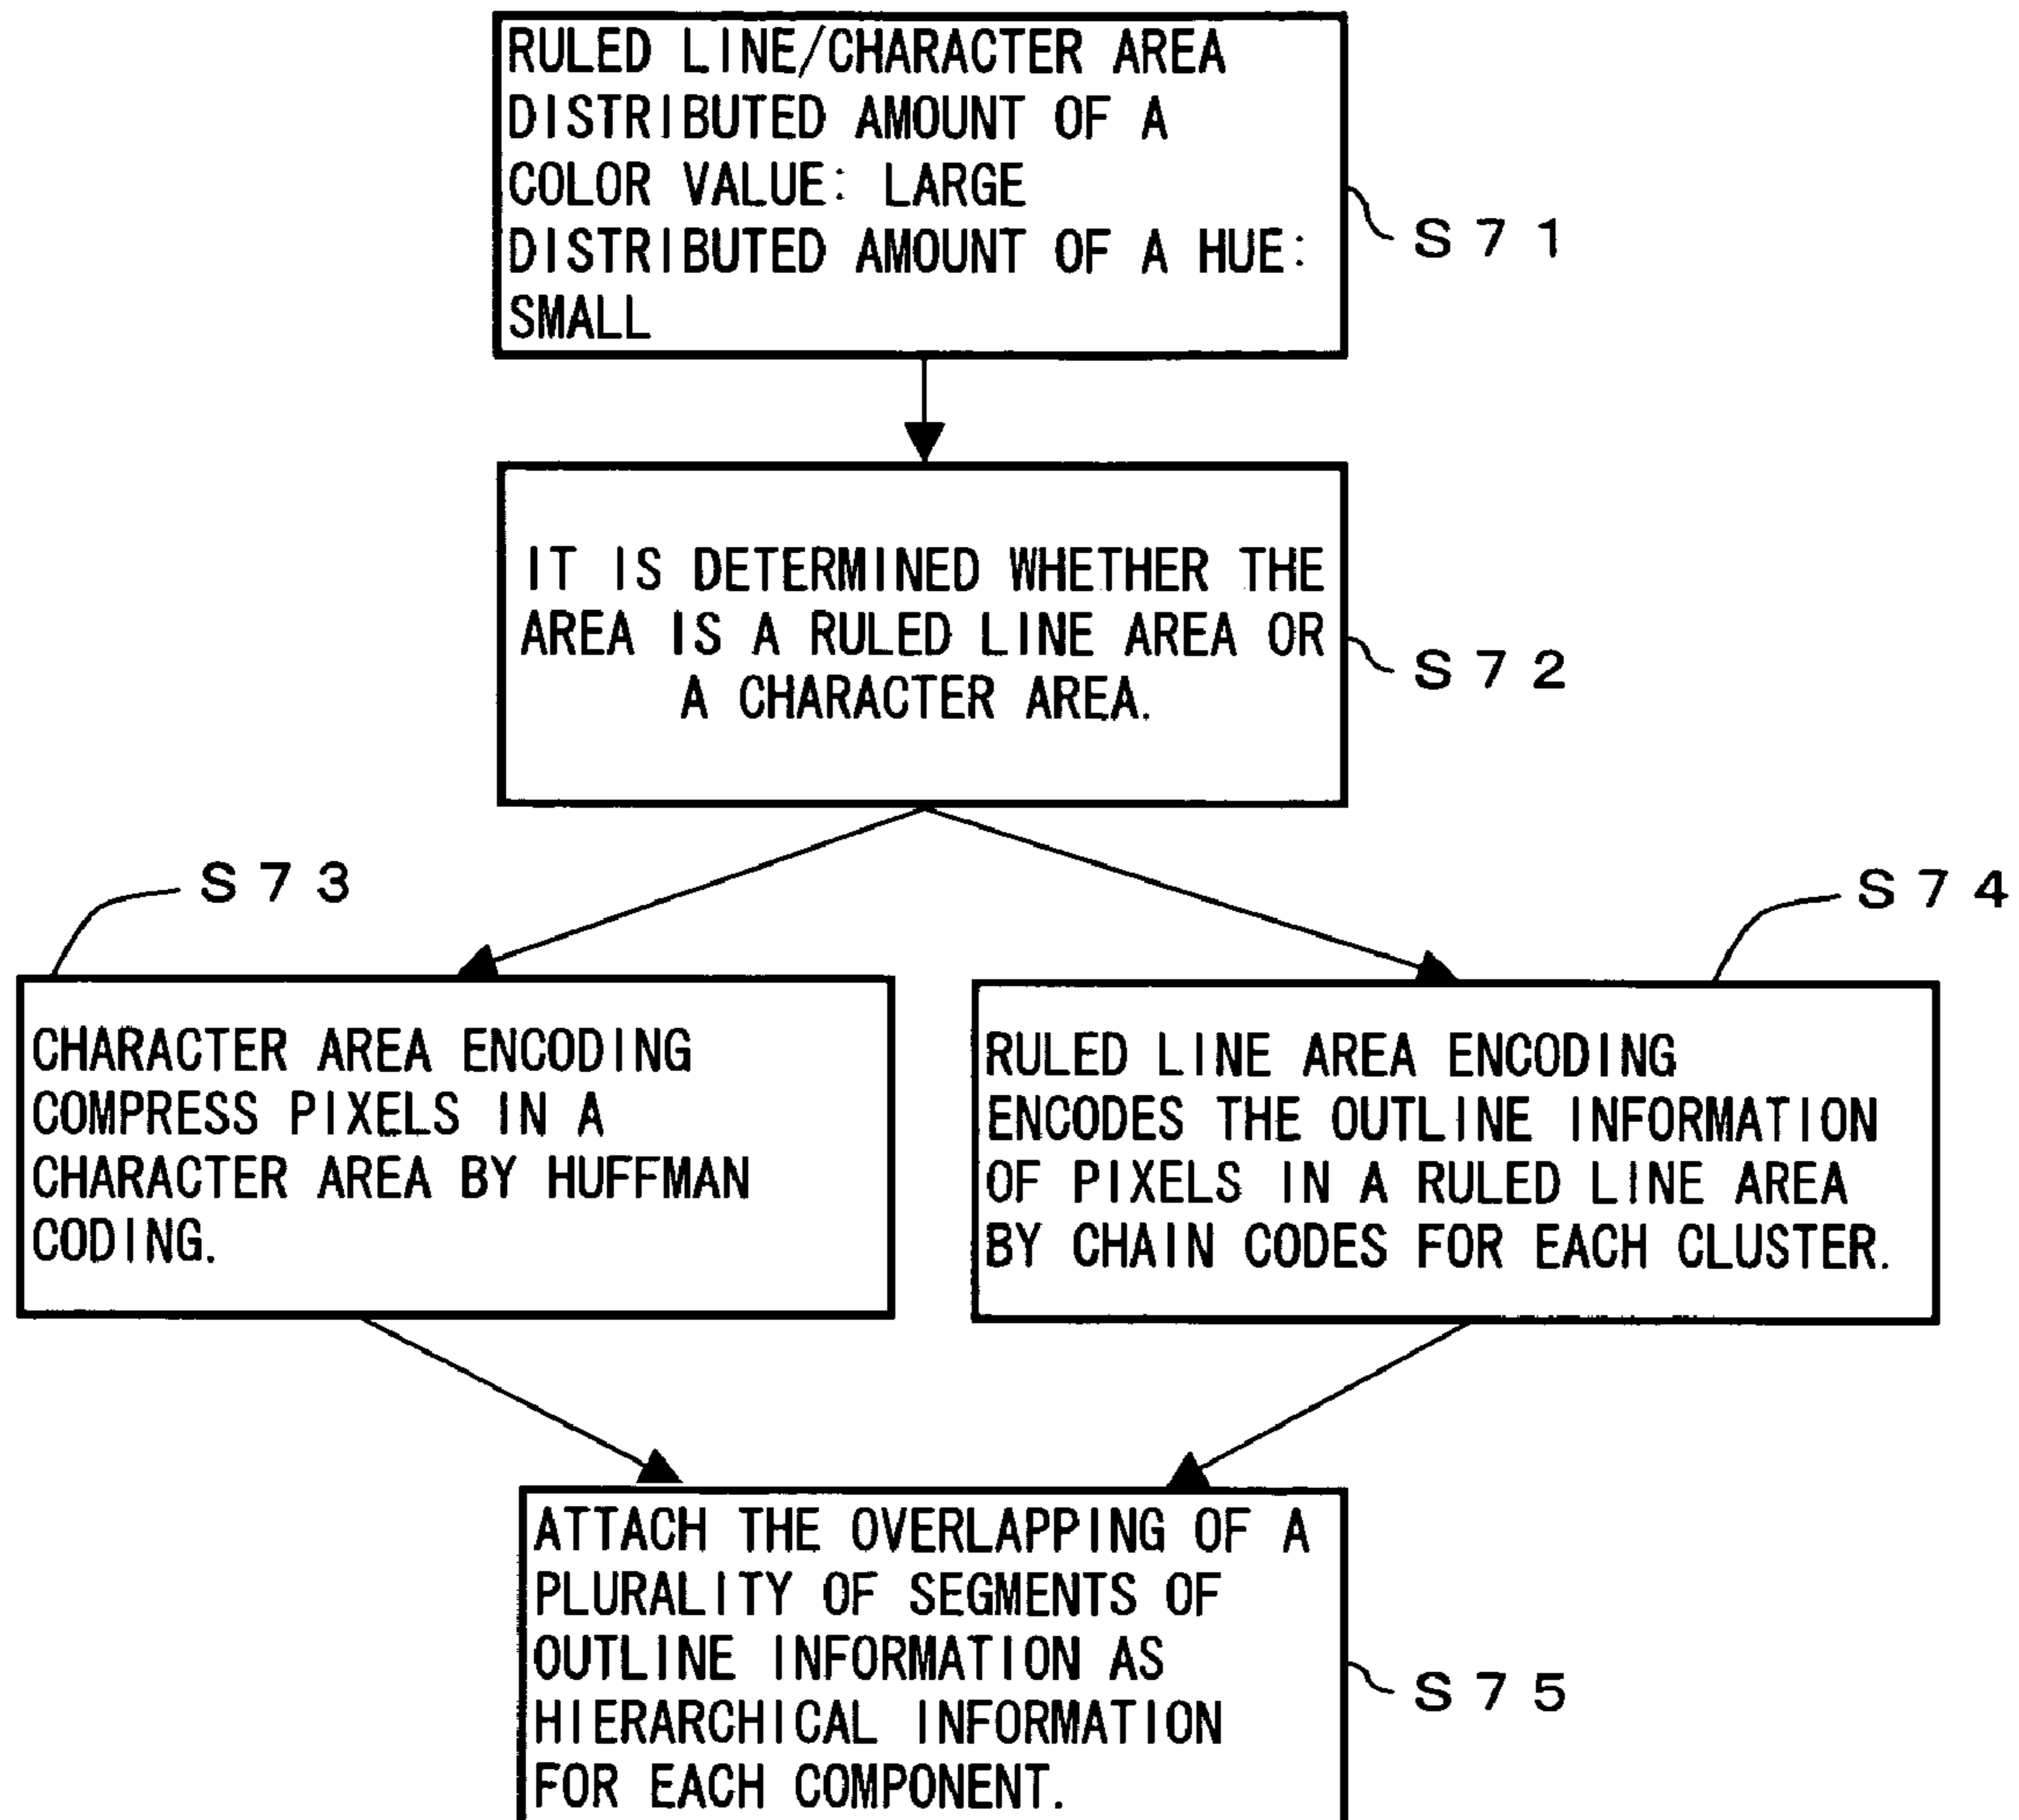 RULED LINE/CHARACTER AREA
DISTRIBUTED AMOUNT OF A
COLOR VALUE: LARGE
DISTRIBUTED AMOUNT OF A HUE:
SMALL
S71
IT IS DETERMINED WHETHER THE
AREA IS A RULED LINE AREA OR
A CHARACTER AREA.
S72
S73
CHARACTER AREA ENCODING
COMPRESS PIXELS IN A
CHARACTER AREA BY HUFFMAN
CODING.
S74
RULED LINE AREA ENCODING
ENCODES THE OUTLINE INFORMATION
OF PIXELS IN A RULED LINE AREA
BY CHAIN CODES FOR EACH CLUSTER.
ATTACH THE OVERLAPPING OF A
PLURALITY OF SEGMENTS OF
OUTLINE INFORMATION AS
HIERARCHICAL INFORMATION
FOR EACH COMPONENT.
S75